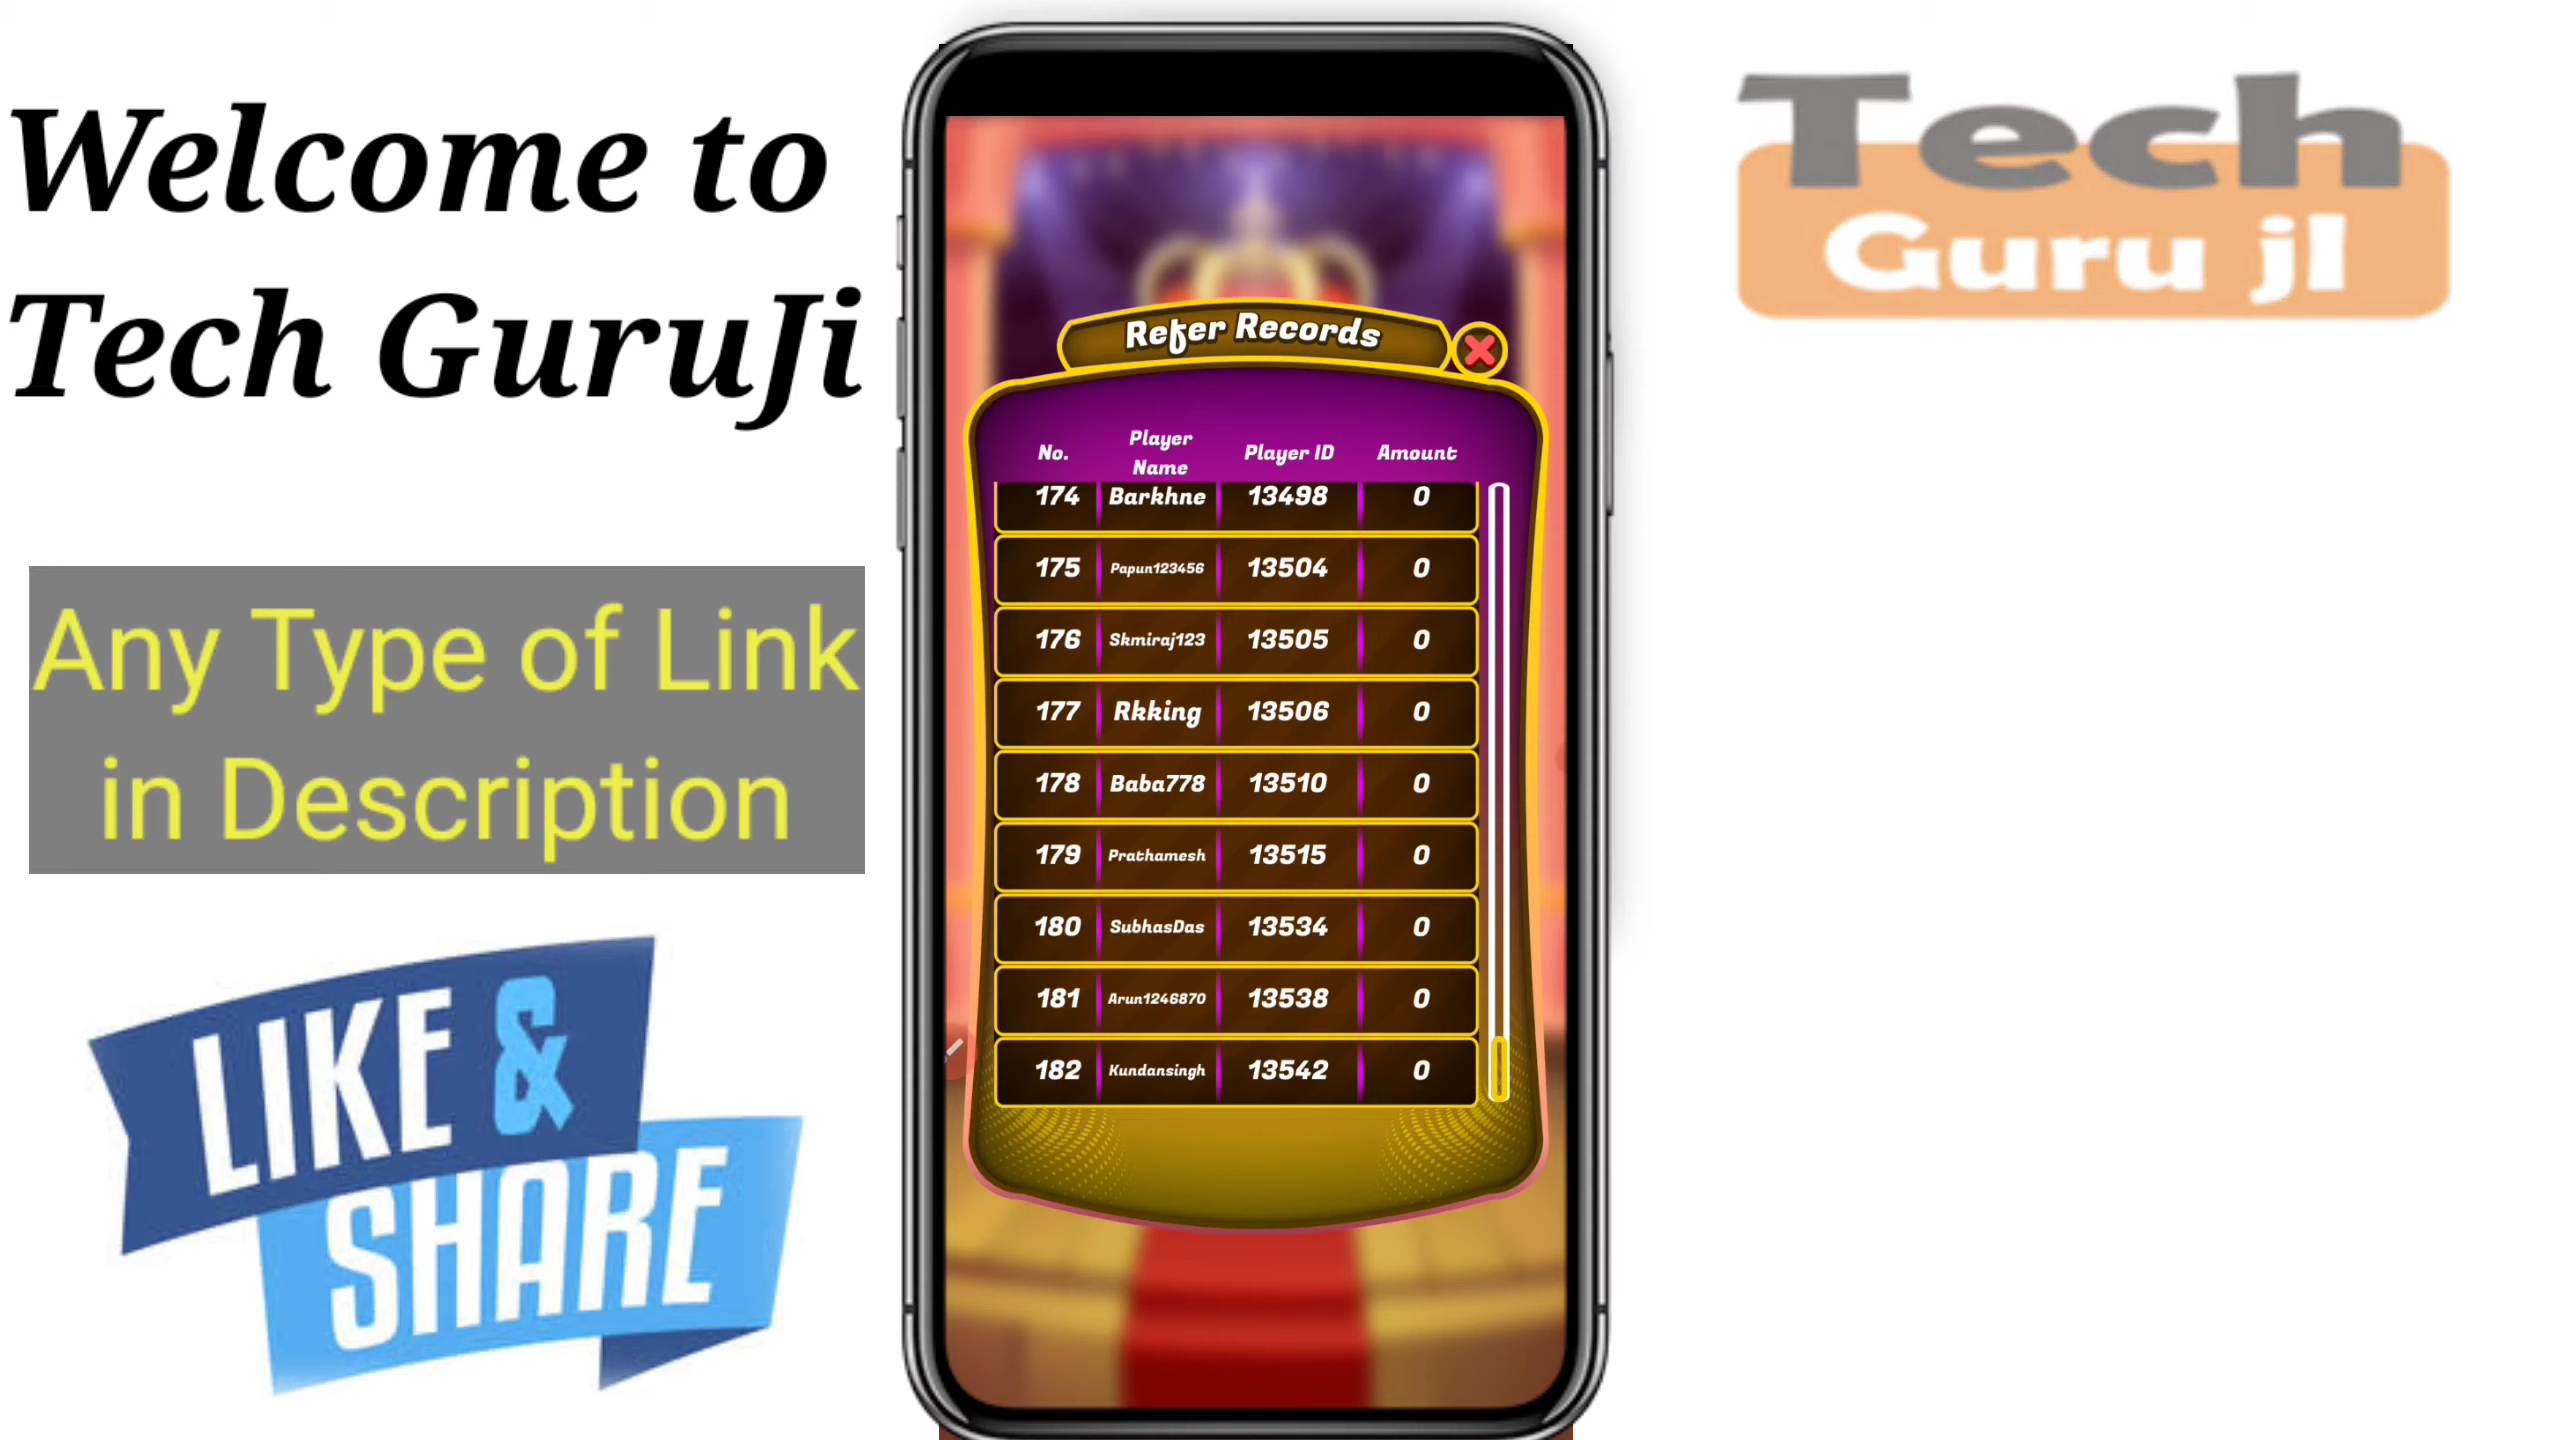 Welcome to
Tech GuruJi
Any Type of Link
in Description
LIKE &
SHARE
Refer Records
No. Player Name Player ID Amount
174 Barkhne 13498 0
175 Papun123456 13504 0
176 Skmiraj123 13505 0
177 Rkking 13506 0
178 Baba778 13510 0
179 Prathamesh 13515 0
180 SubhasDas 13534 0
181 Arun1246870 13538 0
182 Kundansingh 13542 0
Tech
Guru jI